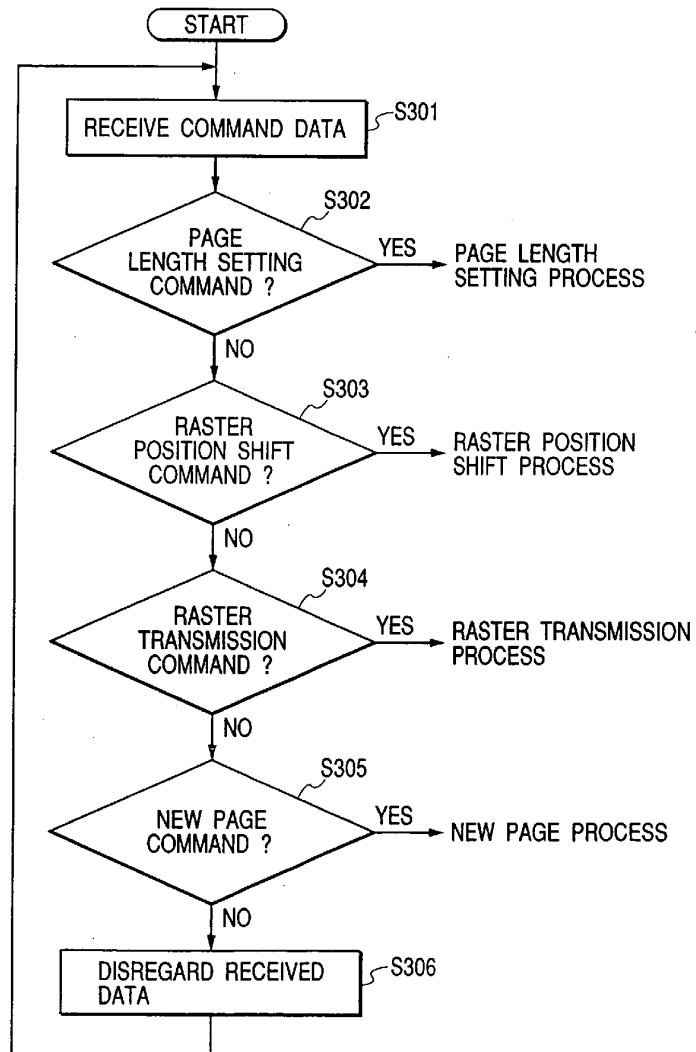 START
RECEIVE COMMAND DATA
S301
S302
PAGE
LENGTH SETTING
COMMAND ?
YES
PAGE LENGTH
SETTING PROCESS
NO
S303
RASTER
POSITION SHIFT
COMMAND ?
YES
RASTER POSITION
SHIFT PROCESS
NO
S304
RASTER
TRANSMISSION
COMMAND ?
YES
RASTER TRANSMISSION
PROCESS
NO
S305
NEW PAGE
COMMAND ?
YES
NEW PAGE PROCESS
NO
DISREGARD RECEIVED
DATA
S306